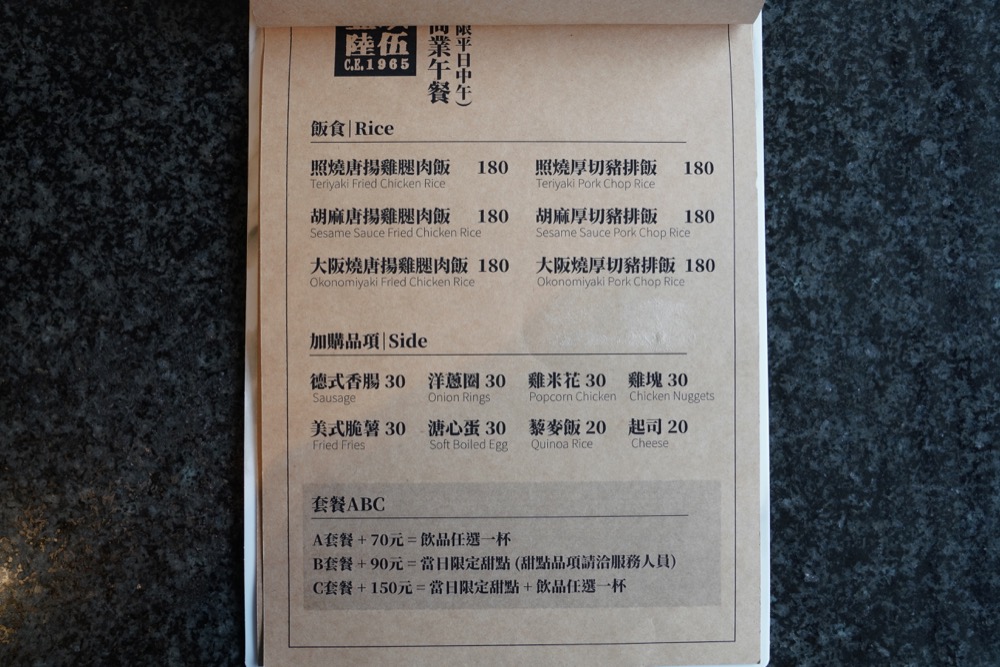 陸伍
C.E.1965
商業午餐
限平日中午)
飯食|Rice
照燒唐揚雞腿肉飯 180
Teriyaki Fried Chicken Rice
照燒厚切豬排飯 180
Teriyaki Pork Chop Rice
胡麻唐揚雞腿肉飯 180
Sesame Sauce Fried Chicken Rice
胡麻厚切豬排飯 180
Sesame Sauce Pork Chop Rice
大阪燒唐揚雞腿肉飯 180
Okonomiyaki Fried Chicken Rice
大阪燒厚切豬排飯 180
Okonomiyaki Pork Chop Rice
加購品項|Side
德式香腸 30 洋蔥圈 30 雞米花 30 雞塊 30
Sausage Onion Rings Popcorn Chicken Chicken Nuggets
美式脆薯 30 溏心蛋 30 藜麥飯 20 起司 20
Fried Fries Soft Boiled Egg Quinoa Rice Cheese
套餐ABC
A套餐 + 70元 = 飲品任選一杯
B套餐 + 90元 = 當日限定甜點 (甜點品項請洽服務人員)
C套餐 + 150元 = 當日限定甜點 + 飲品任選一杯